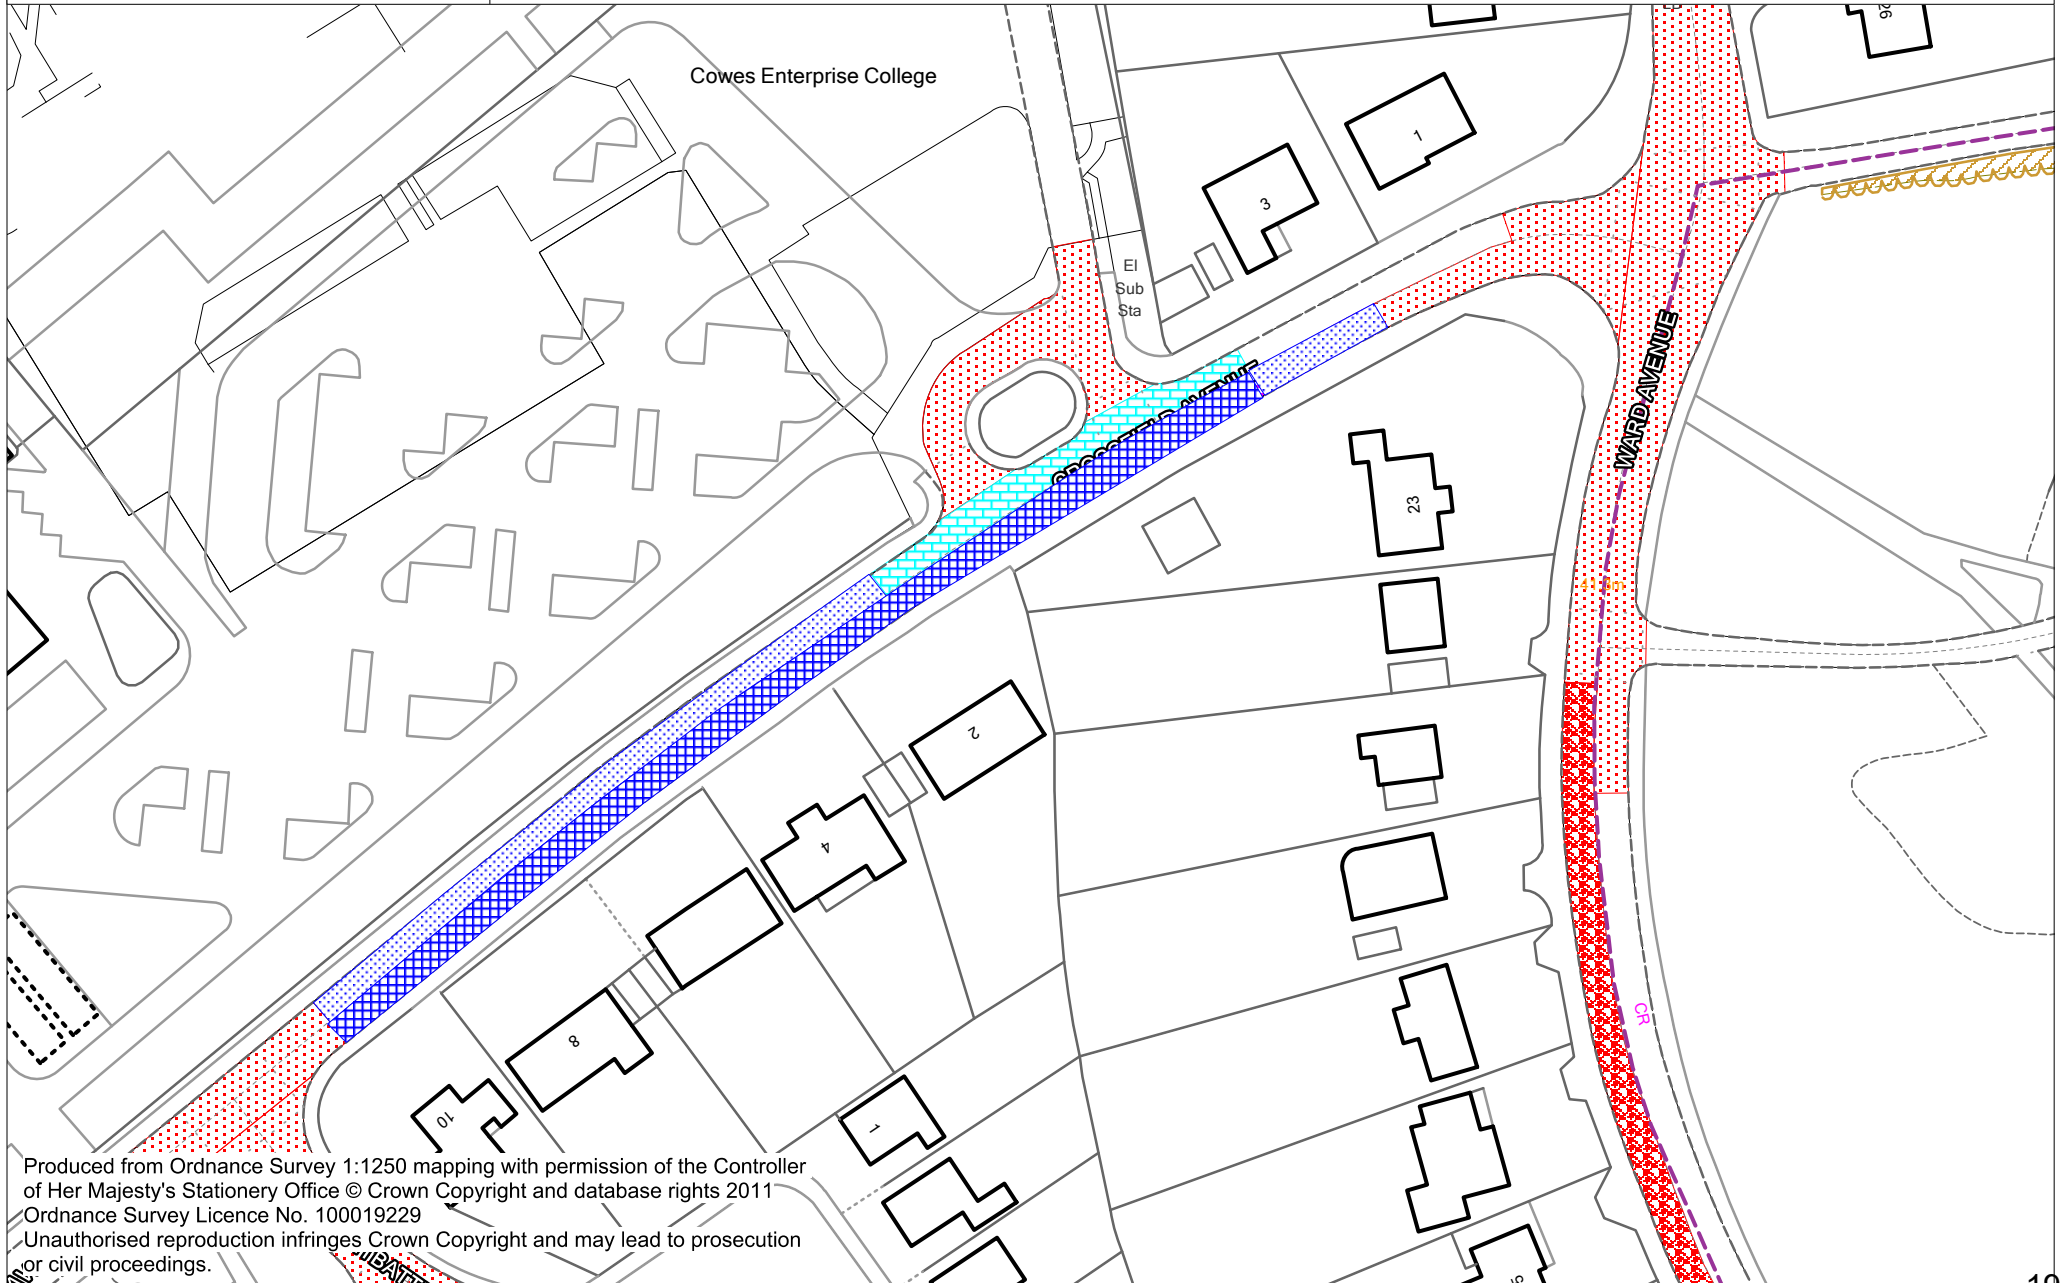 26
Cowes Enterprise College
1
3
El
Sub
Sta
WARD AVENUE
23
2
4
CR
8
10
1
Produced from Ordnance Survey 1:1250 mapping with permission of the Controller
of Her Majesty's Stationery Office © Crown Copyright and database rights 2011
Ordnance Survey Licence No. 100019229
Unauthorised reproduction infringes Crown Copyright and may lead to prosecution
or civil proceedings.